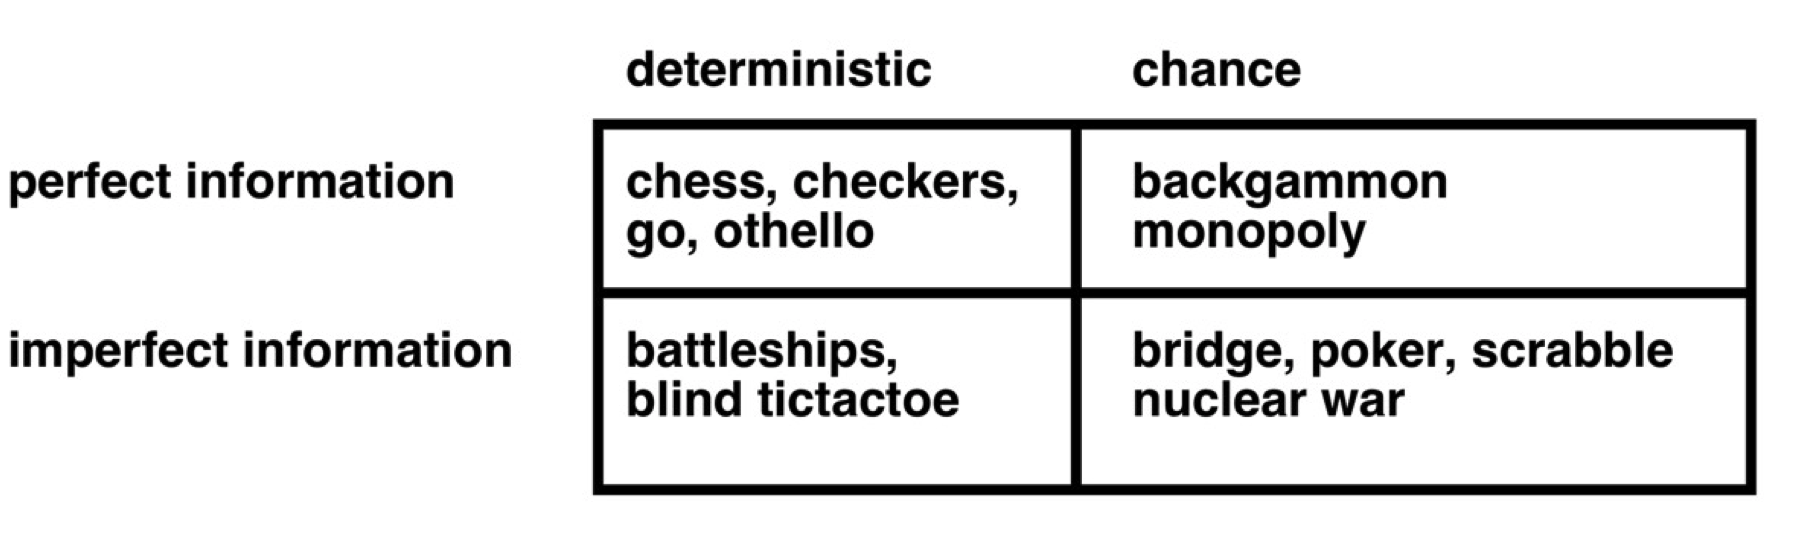 deterministic chance
perfect information chess, checkers, backgammon
go, othello monopoly
imperfect information battleships, bridge, poker, scrabble
blind tictactoe nuclear war